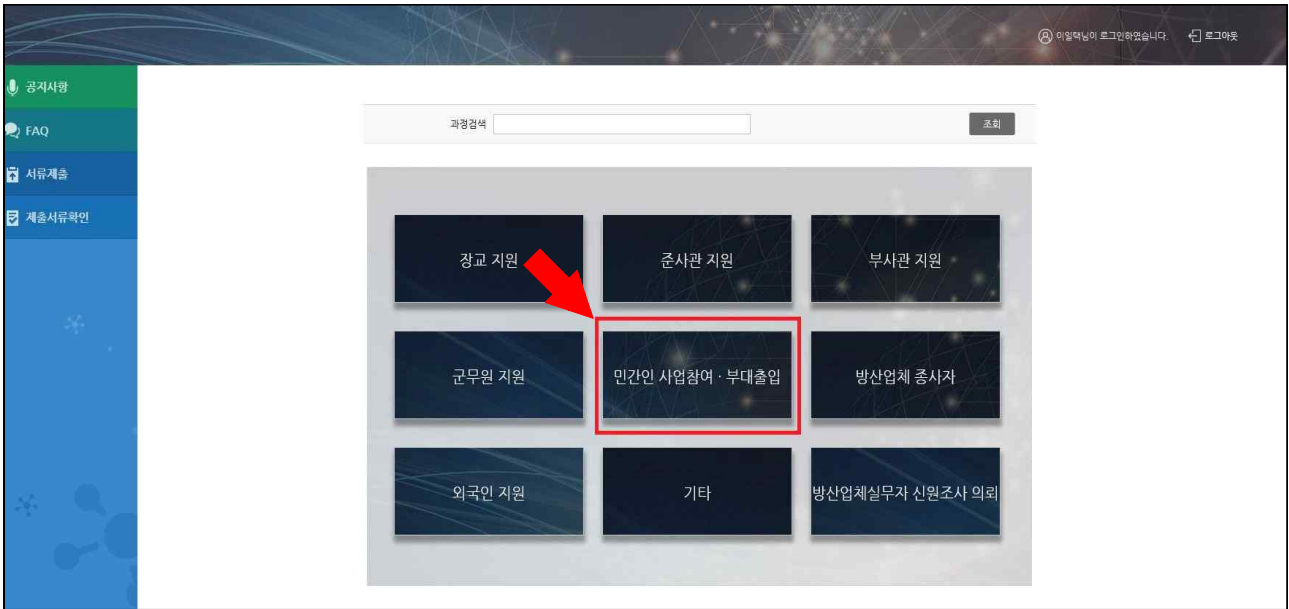 이일택님이 로그인하였습니다. 로그아웃
공지사항
FAQ
서류제출
제출서류확인
과정검색
조회
장교 지원
준사관 지원
부사관 지원
군무원 지원
민간인 사업참여 · 부대출입
방산업체 종사자
외국인 지원
기타
방산업체실무자 신원조사 의뢰